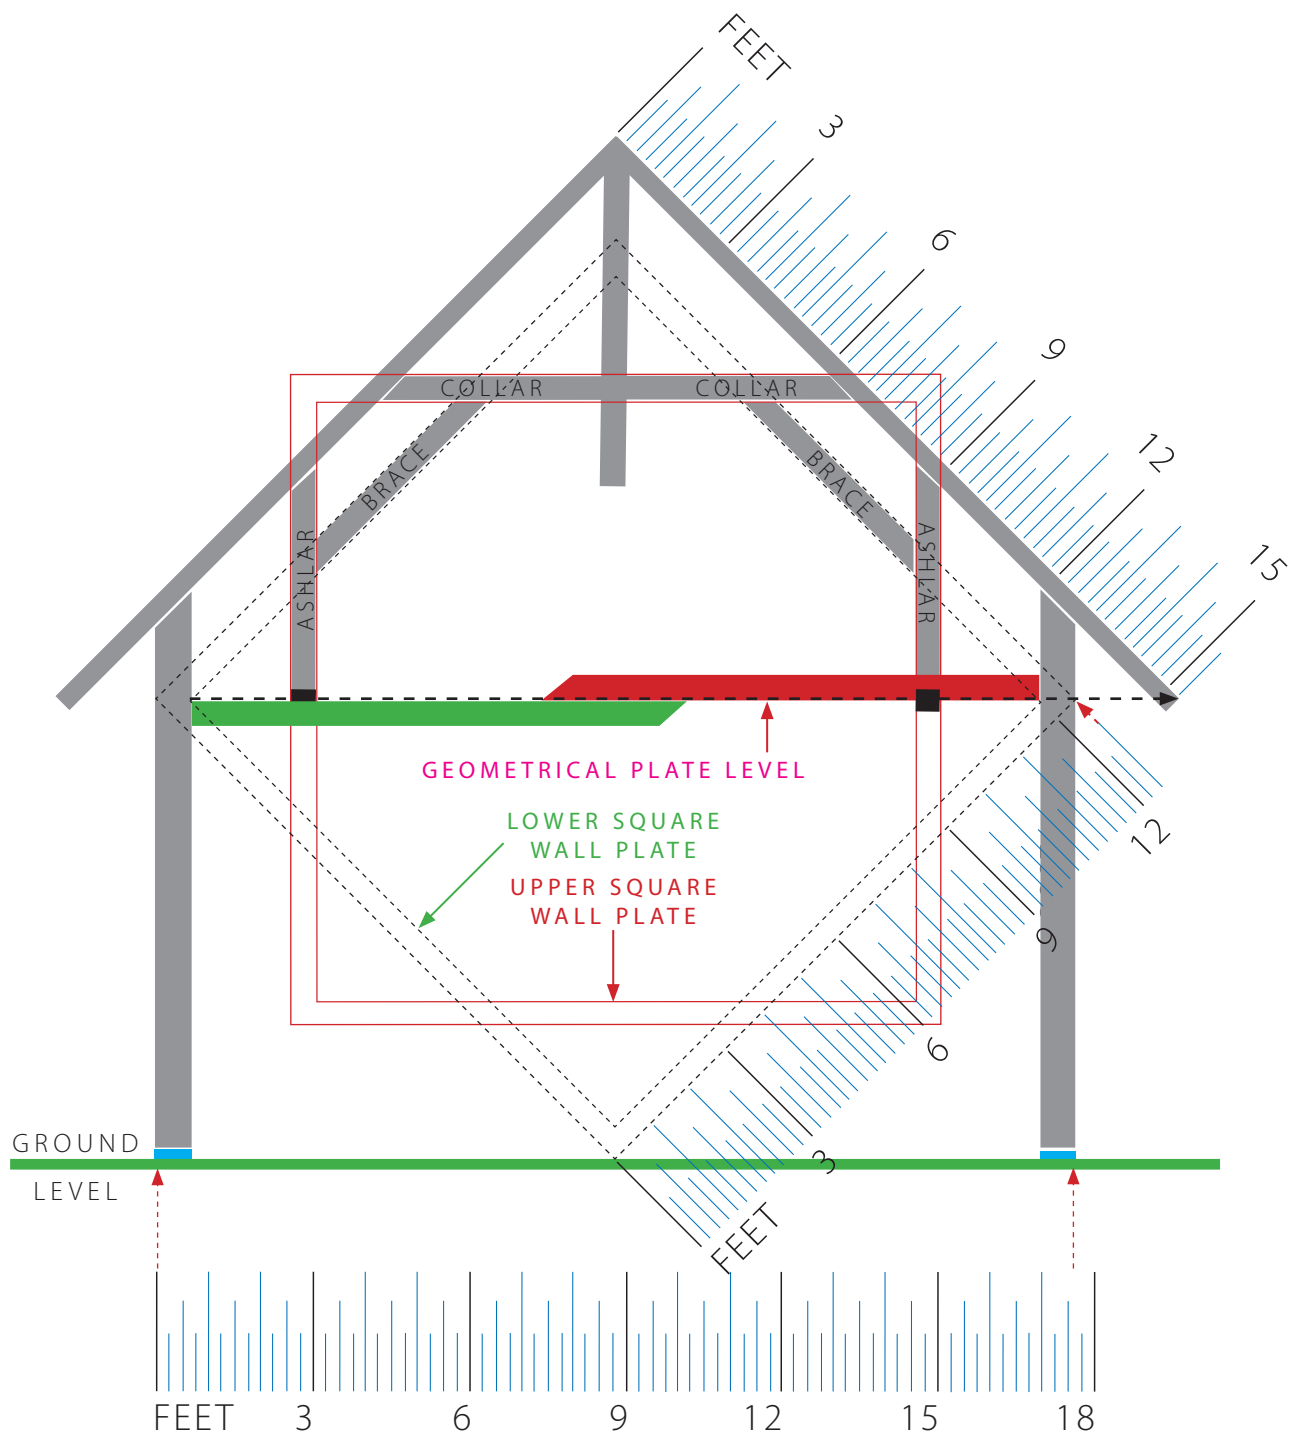 FEET
3
6
9
12
15
COLLAR
COLLAR
BRACE
BRACE
ASHLAR
ASHLAR
GEOMETRICAL PLATE LEVEL
LOWER SQUARE
WALL PLATE
UPPER SQUARE
WALL PLATE
12
9
6
3
FEET
GROUND
LEVEL
FEET 3 6 9 12 15 18